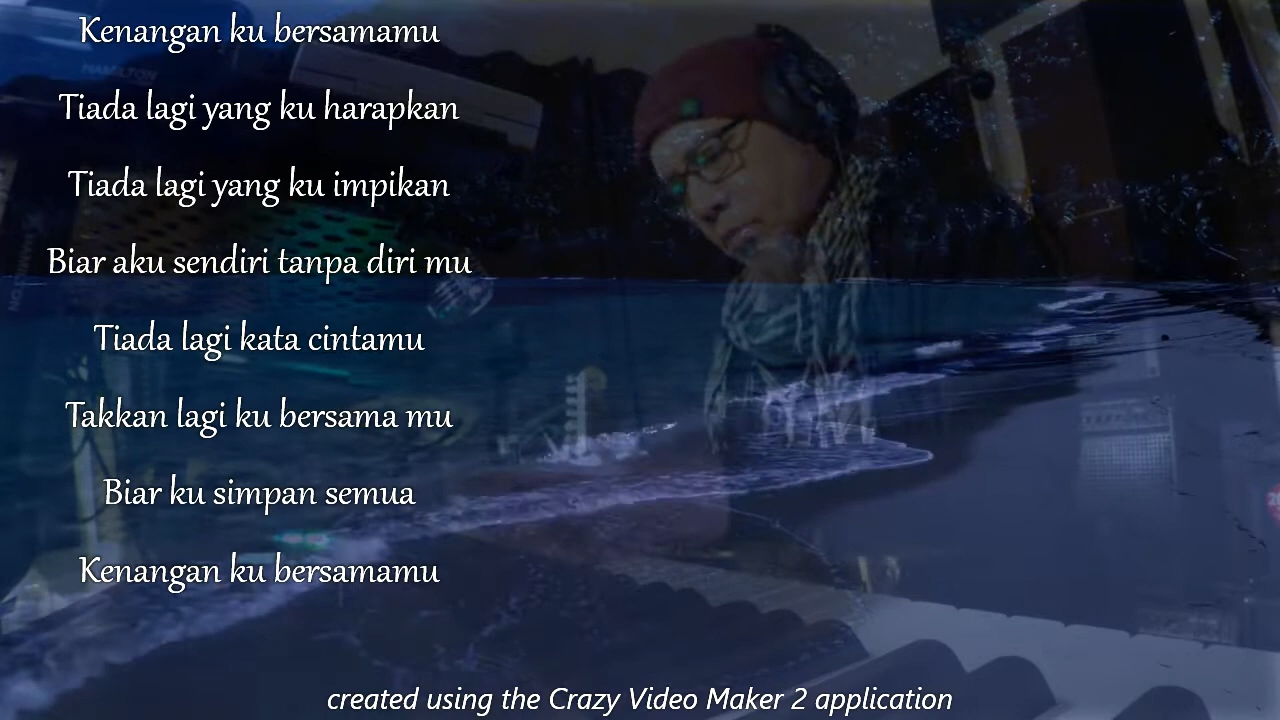 Kenangan ku bersamamu
HAMILTON
Tiada lagi yang ku harapkan
Tiada lagi yang ku impikan
Biar aku sendiri tanpa diri mu
Tiada lagi kata cintamu
Takkan lagi ku bersama mu
Biar ku simpan semua
Kenangan ku bersamamu
created using the Crazy Video Maker 2 application